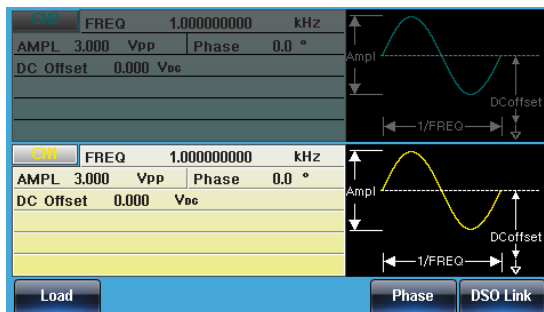 CH2 FREQ 1.000000000 kHz
AMPL 3.000 Vpp Phase 0.0 °
DC Offset 0.000 VDC
Ampl
DCoffset
1/FREQ
CH1 FREQ 1.000000000 kHz
AMPL 3.000 Vpp Phase 0.0 °
DC Offset 0.000 VDC
Ampl
DCoffset
1/FREQ
Load Phase DSO Link